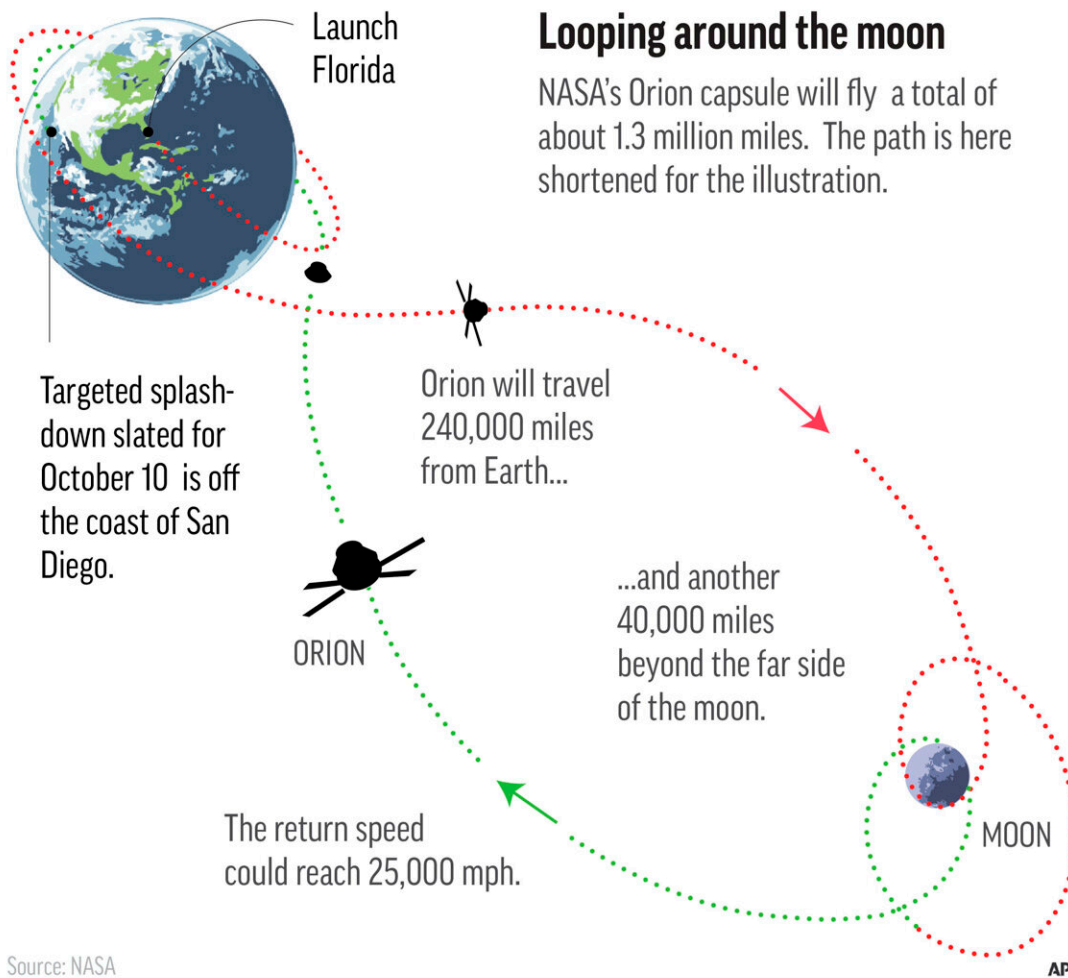 Launch
Florida
Looping around the moon
NASA's Orion capsule will fly a total of
about 1.3 million miles. The path is here
shortened for the illustration.
Targeted splash-
down slated for
October 10 is off
the coast of San
Diego.
Orion will travel
240,000 miles
from Earth...
...and another
40,000 miles
beyond the far side
of the moon.
ORION
MOON
The return speed
could reach 25,000 mph.
Source: NASA
AP